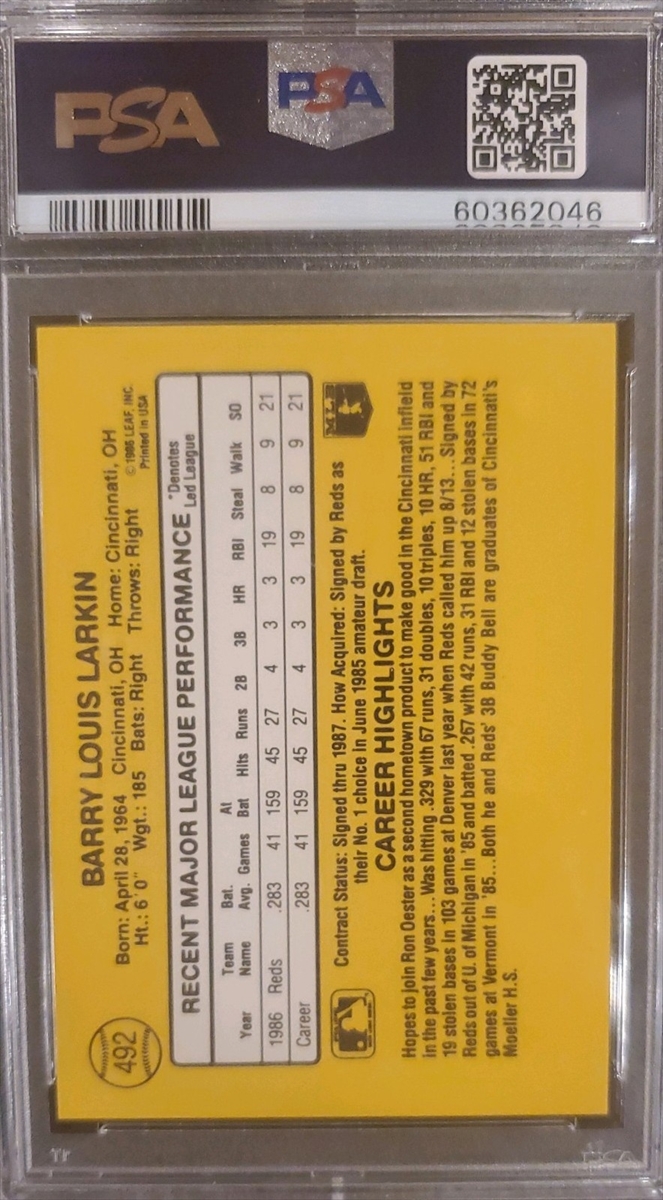 PSA
PSA
60362046
492
BARRY LOUIS LARKIN
Born: April 28, 1964 Cincinnati, OH Home: Cincinnati, OH
Ht.: 6'0" Wgt.: 185 Bats: Right Throws: Right
© 1986 LEAF, INC.
Printed in USA
RECENT MAJOR LEAGUE PERFORMANCE
*Denotes
Led League
Year Team Name Bat. Avg. Games At Bat Hits Runs 2B 3B HR RBI Steal Walk SO
1986 Reds .283 41 159 45 27 4 3 3 19 8 9 21
Career .283 41 159 45 27 4 3 3 19 8 9 21
Contract Status: Signed thru 1987. How Acquired: Signed by Reds as
their No. 1 choice in June 1985 amateur draft.
MLB
CAREER HIGHLIGHTS
Hopes to join Ron Oester as a second hometown product to make good in the Cincinnati infield
in the past few years... Was hitting .329 with 67 runs, 31 doubles, 10 triples, 10 HR, 51 RBI and
19 stolen bases in 103 games at Denver last year when Reds called him up 8/13... Signed by
Reds out of U. of Michigan in '85 and batted .267 with 42 runs, 31 RBI and 12 stolen bases in 72
games at Vermont in '85...Both he and Reds' 3B Buddy Bell are graduates of Cincinnati's
Moeller H.S.
PSA